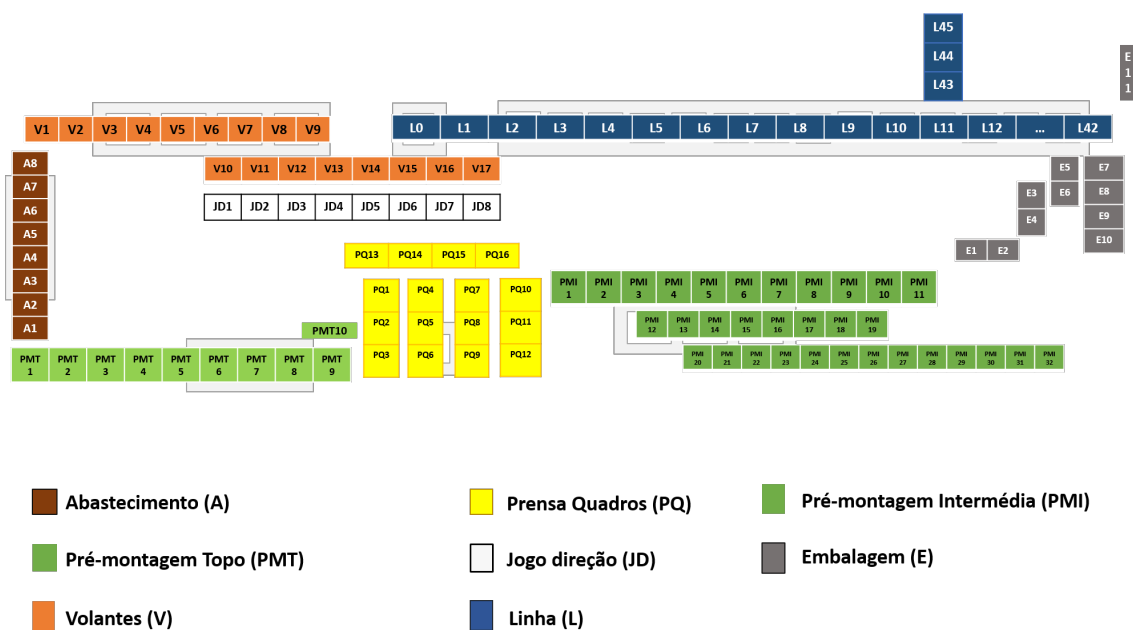 L45
L44
L43
E
1
1
V1 V2 V3 V4 V5 V6 V7 V8 V9
L0 L1 L2 L3 L4 L5 L6 L7 L8 L9 L10 L11 L12 ... L42
A8
A7
A6
A5
A4
A3
A2
A1
V10 V11 V12 V13 V14 V15 V16 V17
JD1 JD2 JD3 JD4 JD5 JD6 JD7 JD8
E5
E6
E7
E8
E9
E10
E3
E4
E1 E2
PQ13 PQ14 PQ15 PQ16
PQ1 PQ4 PQ7 PQ10
PQ2 PQ5 PQ8 PQ11
PQ3 PQ6 PQ9 PQ12
PMI PMI PMI PMI PMI PMI PMI PMI PMI PMI PMI
1 2 3 4 5 6 7 8 9 10 11
PMI PMI PMI PMI PMI PMI PMI PMI
12 13 14 15 16 17 18 19
PMI PMI PMI PMI PMI PMI PMI PMI PMI PMI PMI PMI PMI
20 21 22 23 24 25 26 27 28 29 30 31 32
PMT10
PMT PMT PMT PMT PMT PMT PMT PMT PMT
1 2 3 4 5 6 7 8 9
Abastecimento (A)
Prensa Quadros (PQ)
Pré-montagem Intermédia (PMI)
Pré-montagem Topo (PMT)
Jogo direção (JD)
Embalagem (E)
Volantes (V)
Linha (L)